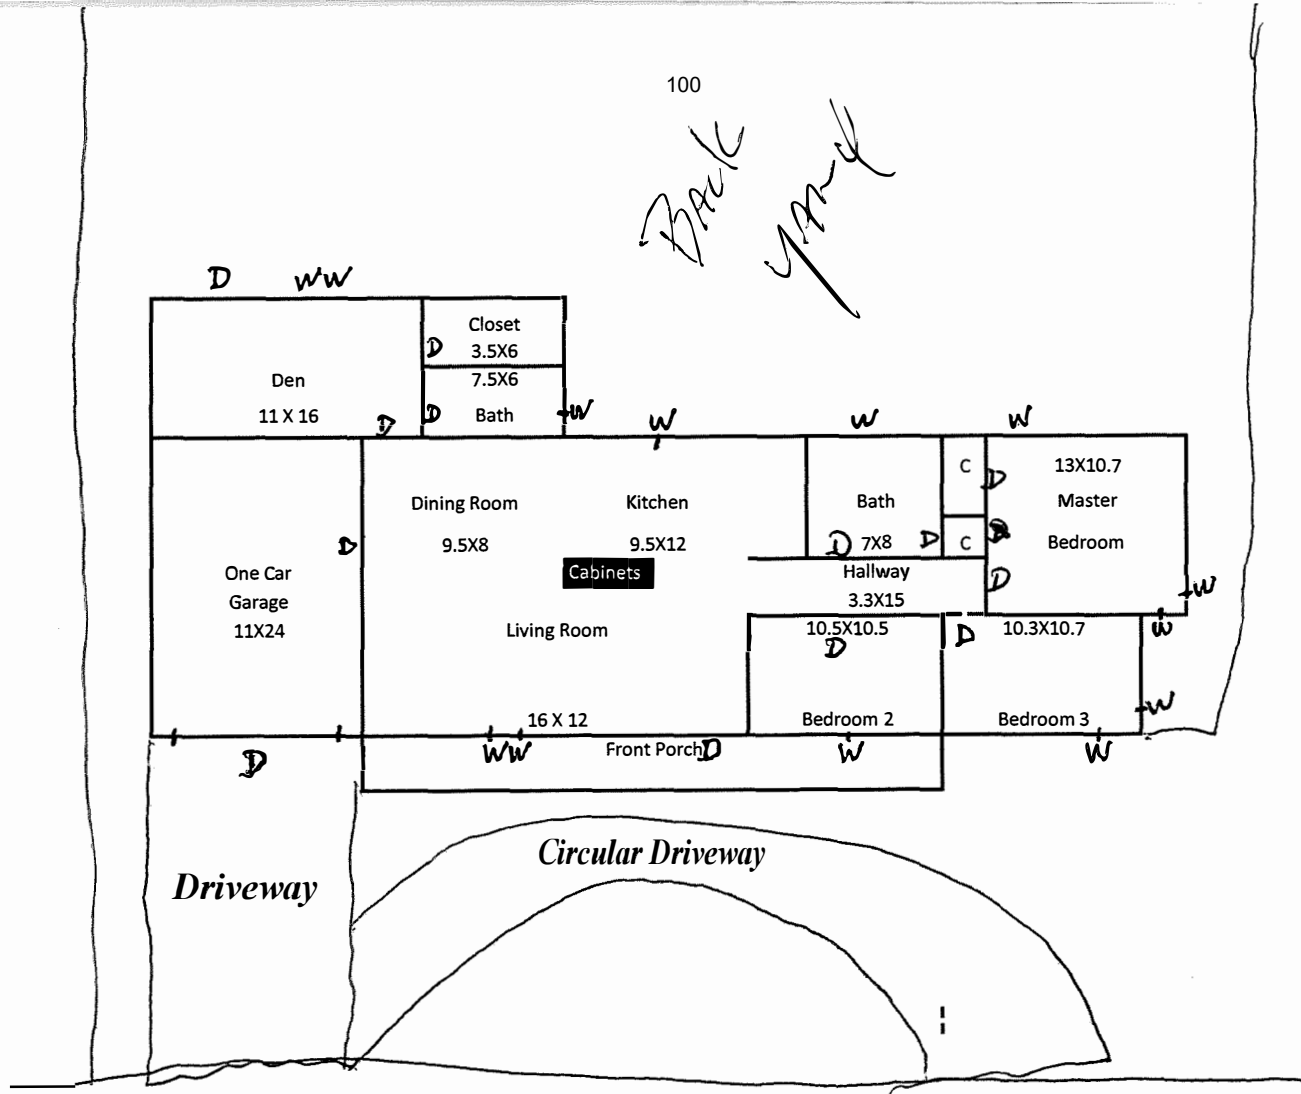 100
BACK
YARD
D
WW
Closet
3.5X6
D
Den
7.5X6
11 X 16
D
D
Bath
W
W
W
W
C
D
13X10.7
Dining Room
Kitchen
Bath
Master
9.5X8
9.5X12
D
7X8
D
C
D
Bedroom
D
One Car
Cabinets
Hallway
D
W
Garage
3.3X15
11X24
Living Room
10.5X10.5
D
D
10.3X10.7
W
W
16 X 12
Bedroom 2
Bedroom 3
D
WW
Front Porch
D
W
W
Circular Driveway
Driveway